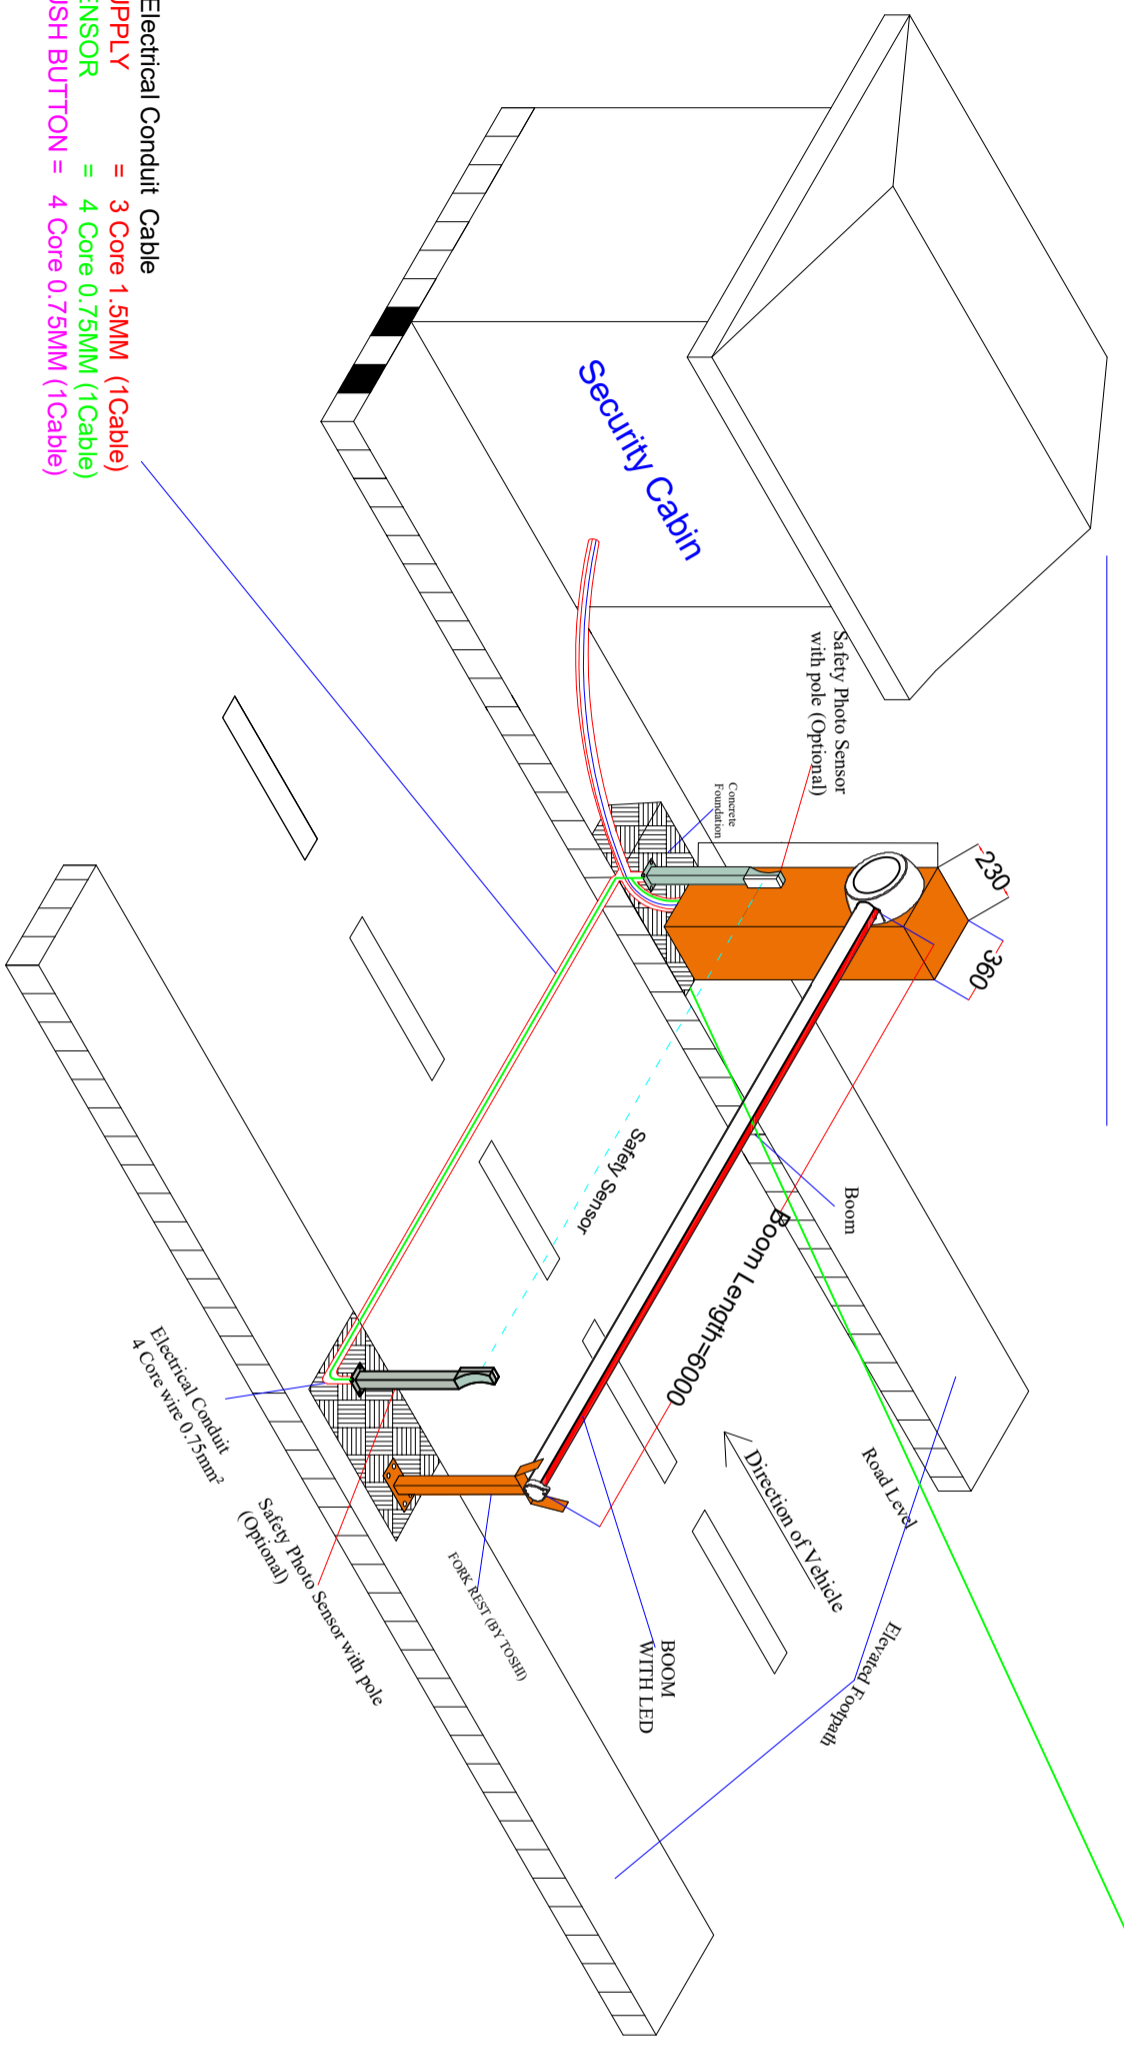 Electrical Conduit Cable
UPPLY = 3 Core 1.5MM (1Cable)
ENSOR = 4 Core 0.75MM (1Cable)
USH BUTTON = 4 Core 0.75MM (1Cable)
Security Cabin
Safety Photo Sensor
with pole (Optional)
Concrete
Foundation
230
360
Boom
Boom Length=6000
Safety Sensor
Road Level
Direction of Vehicle
Elevated Footpath
BOOM
WITH LED
FORK REST (BY TOSHI)
Safety Photo Sensor with pole
(Optional)
Electrical Conduit
4 Core wire 0.75mm²